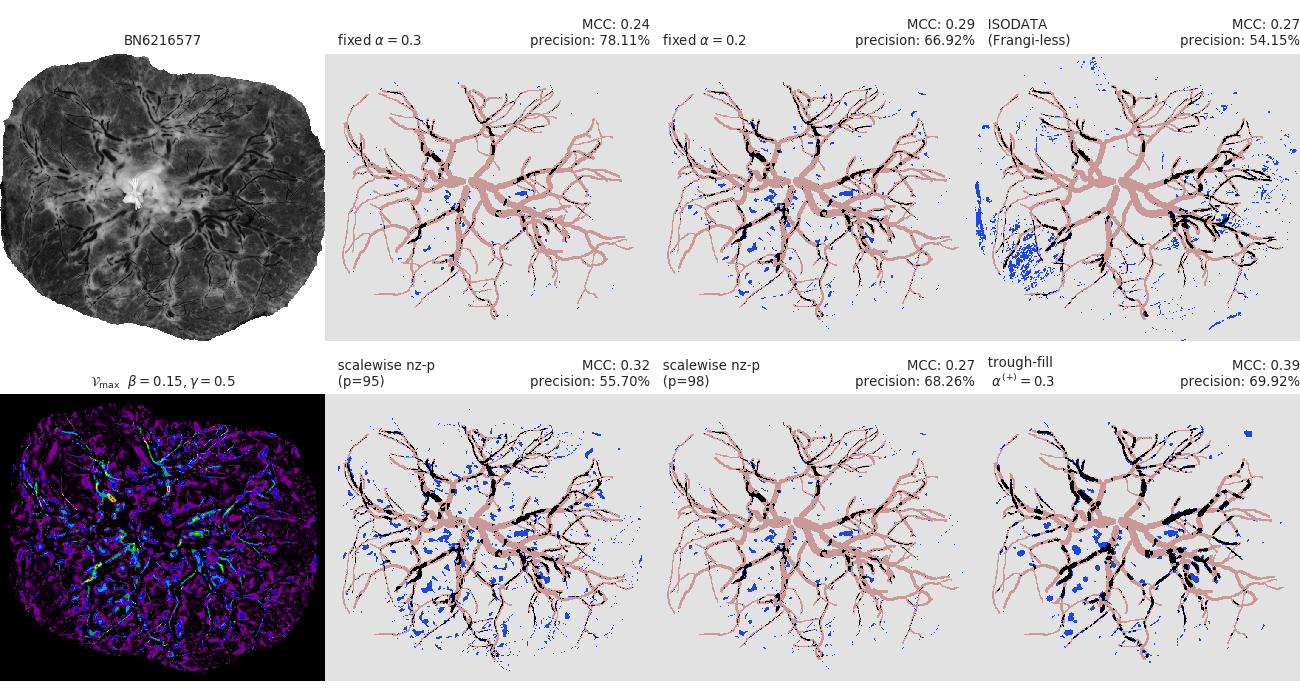 BN6216577
fixed α = 0.3
MCC: 0.24
precision: 78.11%
fixed α = 0.2
MCC: 0.29
precision: 66.92%
ISODATA
(Frangi-less)
MCC: 0.27
precision: 54.15%
𝒱max β = 0.15, γ = 0.5
scalewise nz-p
(p=95)
MCC: 0.32
precision: 55.70%
scalewise nz-p
(p=98)
MCC: 0.27
precision: 68.26%
trough-fill
α(+) = 0.3
MCC: 0.39
precision: 69.92%